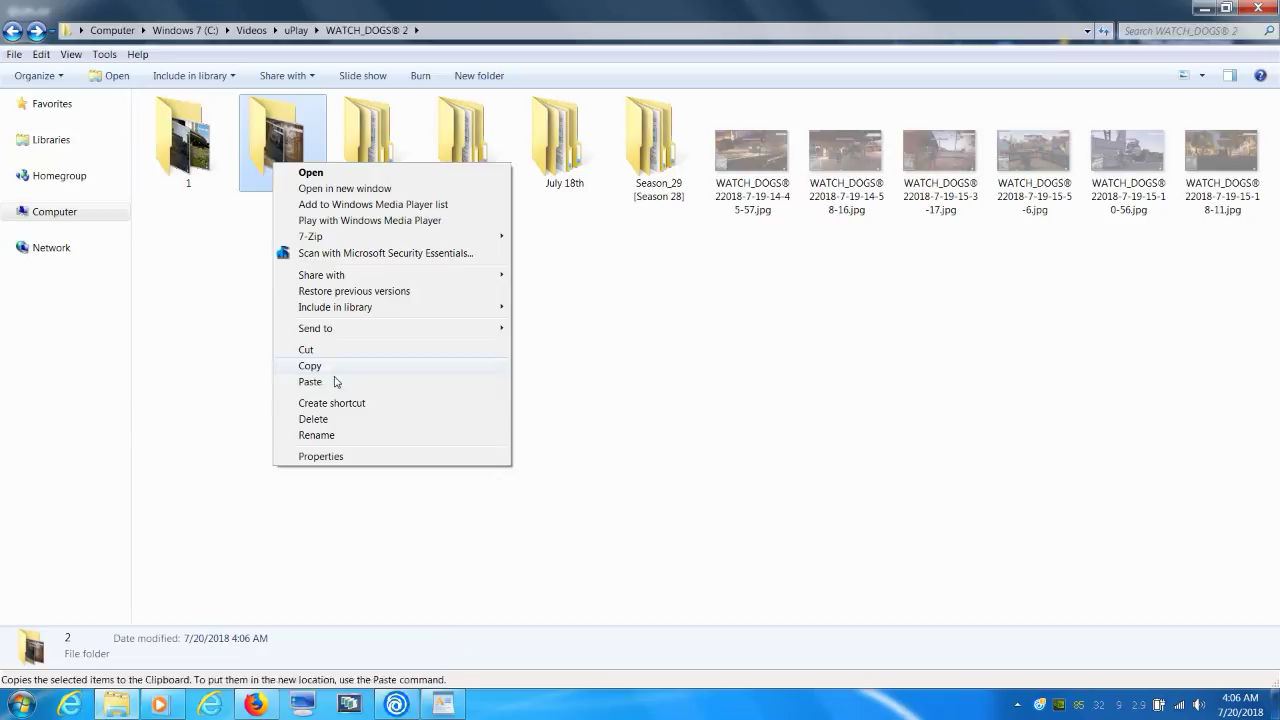 Computer ▸ Windows 7 (C:) ▸ Videos ▸ uPlay ▸ WATCH_DOGS® 2 ▸
Search WATCH_DOGS® 2
File Edit View Tools Help
Organize Open Include in library Share with Slide show Burn New folder
Favorites
Libraries
Homegroup
Computer
Network
1
July 18th
Season_29
[Season 28]
WATCH_DOGS®
22018-7-19-14-4
5-57.jpg
WATCH_DOGS®
22018-7-19-14-5
8-16.jpg
WATCH_DOGS®
22018-7-19-15-3
-17.jpg
WATCH_DOGS®
22018-7-19-15-5
-6.jpg
WATCH_DOGS®
22018-7-19-15-1
0-56.jpg
WATCH_DOGS®
22018-7-19-15-1
8-11.jpg
Open
Open in new window
Add to Windows Media Player list
Play with Windows Media Player
7-Zip
Scan with Microsoft Security Essentials...
Share with
Restore previous versions
Include in library
Send to
Cut
Copy
Paste
Create shortcut
Delete
Rename
Properties
2 Date modified: 7/20/2018 4:06 AM
File folder
Copies the selected items to the Clipboard. To put them in the new location, use the Paste command.
85 32 9 2.9
4:06 AM
7/20/2018